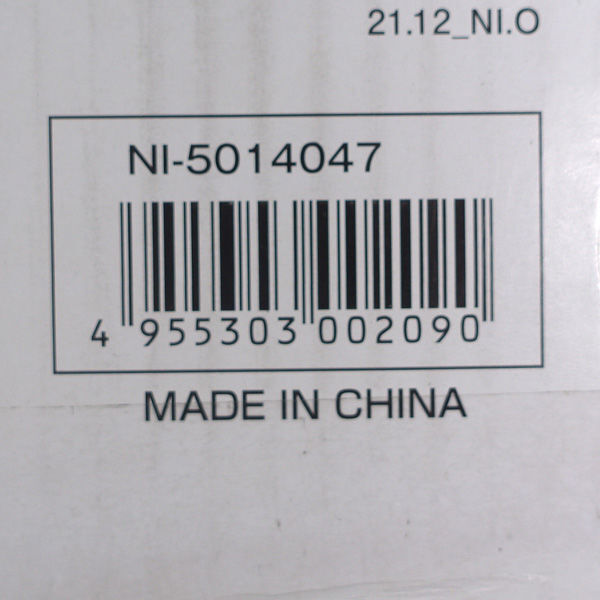 21.12_NI.O
NI-5014047
4 955303 002090
MADE IN CHINA